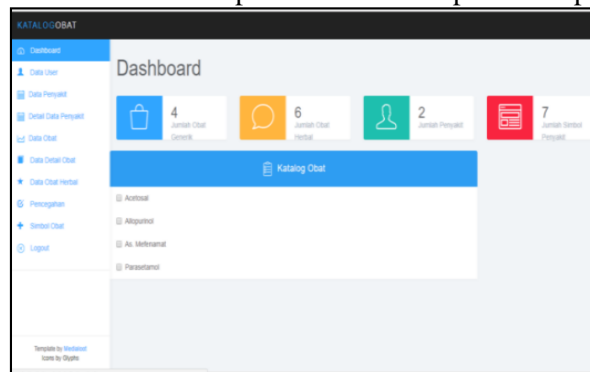 KATALOGOBAT
Dashboard
Data User
Data Penyakit
Detail Data Penyakit
Data Obat
Data Detail Obat
Data Obat Herbal
Pencegahan
Simbol Obat
Logout
Template by Medialoot
Icons by Glyphs
Dashboard
4
Jumlah Obat
Generik
6
Jumlah Obat
Herbal
2
Jumlah Penyakit
7
Jumlah Simbol
Penyakit
Katalog Obat
Acetosal
Allopurinol
As. Mefenamat
Parasetamol